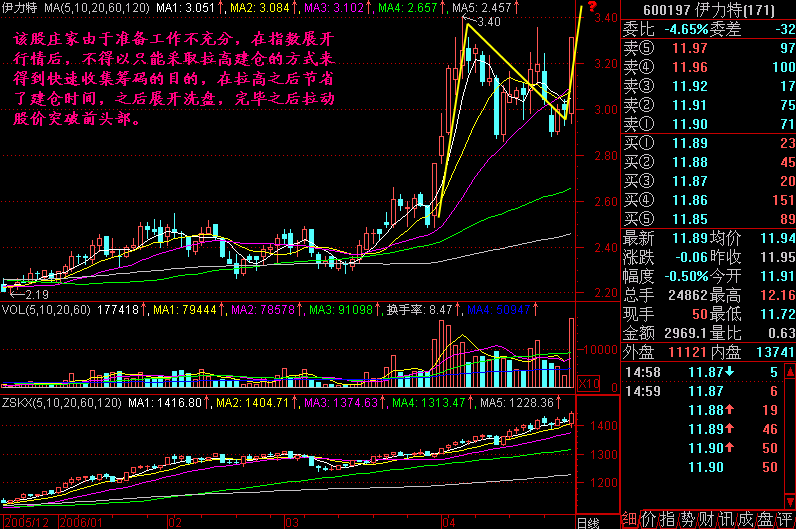 伊力特 MA(5,10,20,60,120) MA1: 3.051↑, MA2: 3.084↑, MA3: 3.102↑, MA4: 2.657↑, MA5: 2.457↑
?
3.40
3.40
该股庄家由于准备工作不充分，在指数展开
行情后，不得以只能采取拉高建仓的方式来
得到快速收集筹码的目的，在拉高之后节省
了建仓时间，之后展开洗盘，完毕之后拉动
股价突破前头部。
3.20
3.00
2.80
2.60
2.40
2.20
←2.19
VOL(5,10,20,60) 177418↑, MA1: 79444↑, MA2: 78578↑, MA3: 91098↑, 换手率: 8.47↑, MA4: 50947↑
10000
X10
ZSKX(5,10,20,60,120) MA1: 1416.80↑, MA2: 1404.71↑, MA3: 1374.63↑, MA4: 1313.47↑, MA5: 1228.36↑
1400
1300
1200
2005/12 2006/01 02 03 04 日线
600197 伊力特(171)
委比 -4.65% 委差 -32
卖⑤ 11.97 97
卖④ 11.96 100
卖③ 11.92 17
卖② 11.91 75
卖① 11.90 71
买① 11.89 23
买② 11.88 45
买③ 11.87 20
买④ 11.86 151
买⑤ 11.85 89
最新 11.89 均价 11.94
涨跌 -0.06 昨收 11.95
幅度 -0.50% 今开 11.91
总手 24862 最高 12.16
现手 50 最低 11.72
金额 2969.1 量比 0.63
外盘 11121 内盘 13741
14:58 11.87↓ 5
14:59 11.87 6
11.88↑ 19
11.89↑ 46
11.90↑ 50
11.90 50
细 价 指 势 财 讯 成 盘 评